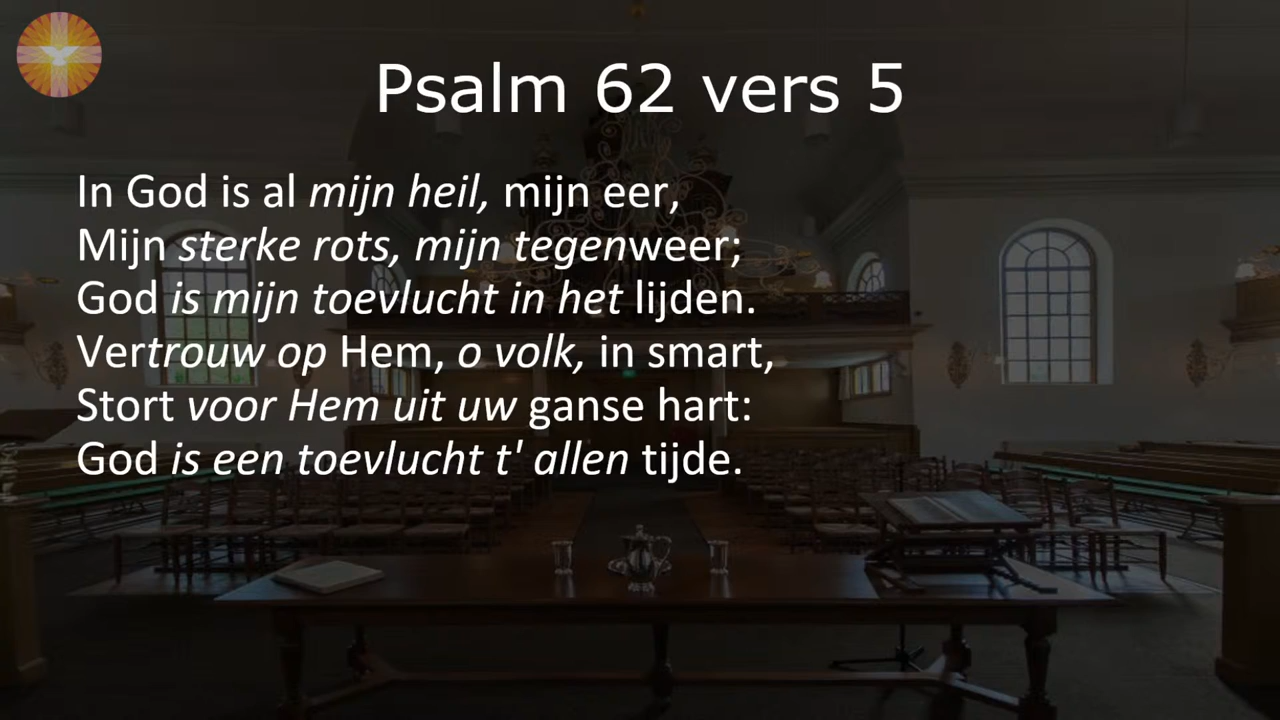 Psalm 62 vers 5
In God is al mijn heil, mijn eer,
Mijn sterke rots, mijn tegenweer;
God is mijn toevlucht in het lijden.
Vertrouw op Hem, o volk, in smart,
Stort voor Hem uit uw ganse hart:
God is een toevlucht t' allen tijde.